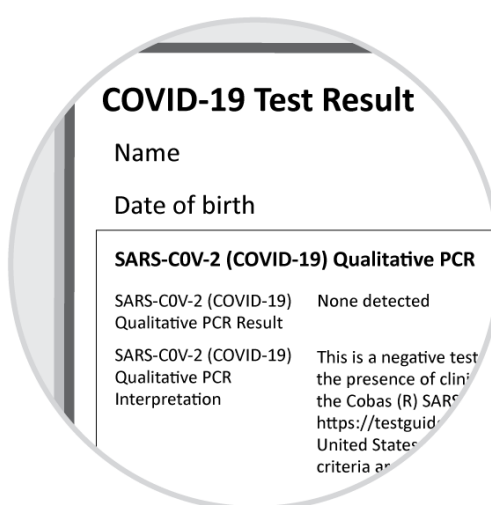 COVID-19 Test Result
Name
Date of birth
SARS-C0V-2 (COVID-19) Qualitative PCR
SARS-C0V-2 (COVID-19) None detected
Qualitative PCR Result
SARS-C0V-2 (COVID-19) This is a negative test
Qualitative PCR the presence of
Interpretation the Cobas (R)
United
criteria